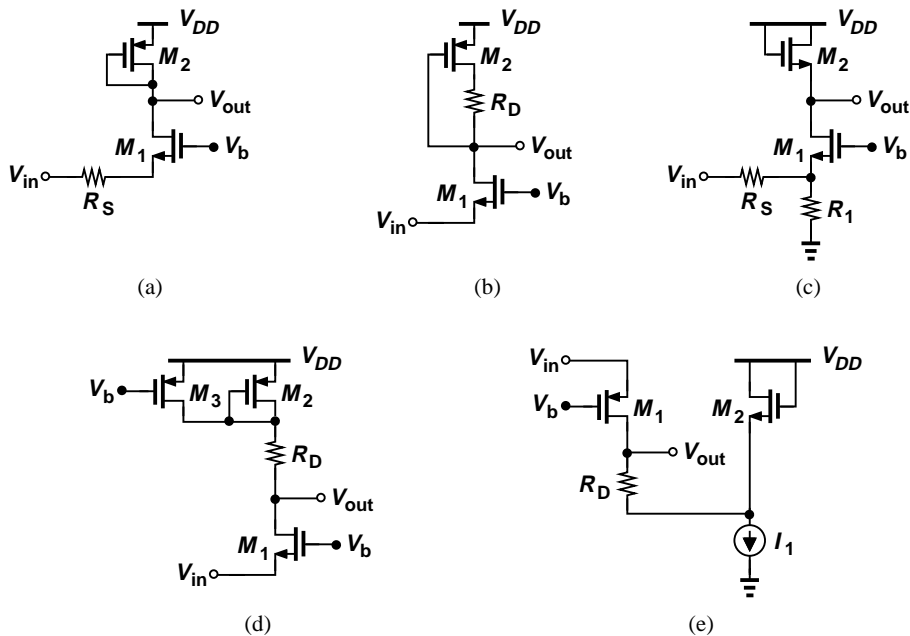 V_DD
M_2
V_out
M_1
V_b
V_in
R_S
(a)
V_DD
M_2
R_D
V_out
M_1
V_b
V_in
(b)
V_DD
M_2
V_out
M_1
V_b
V_in
R_S
R_1
(c)
V_DD
V_b
M_3
M_2
R_D
V_out
M_1
V_b
V_in
(d)
V_in
V_DD
V_b
M_1
M_2
V_out
R_D
I_1
(e)